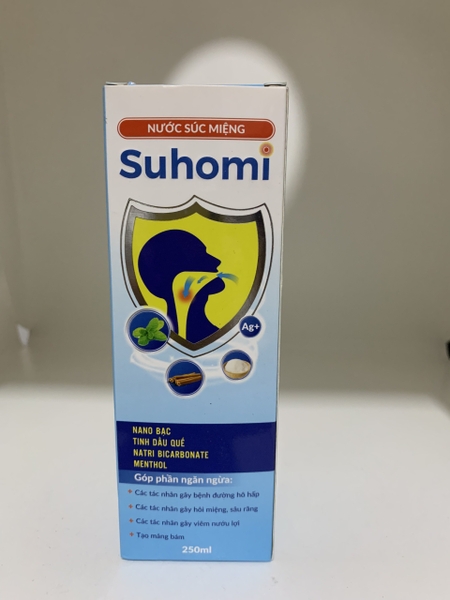 NƯỚC SÚC MIỆNG
Suhomi
Ag+
NANO BẠC
TINH DẦU QUẾ
NATRI BICARBONATE
MENTHOL
Góp phần ngăn ngừa:
Các tác nhân gây bệnh đường hô hấp
Các tác nhân gây hôi miệng, sâu răng
Các tác nhân gây viêm nướu lợi
Tạo mảng bám
250ml